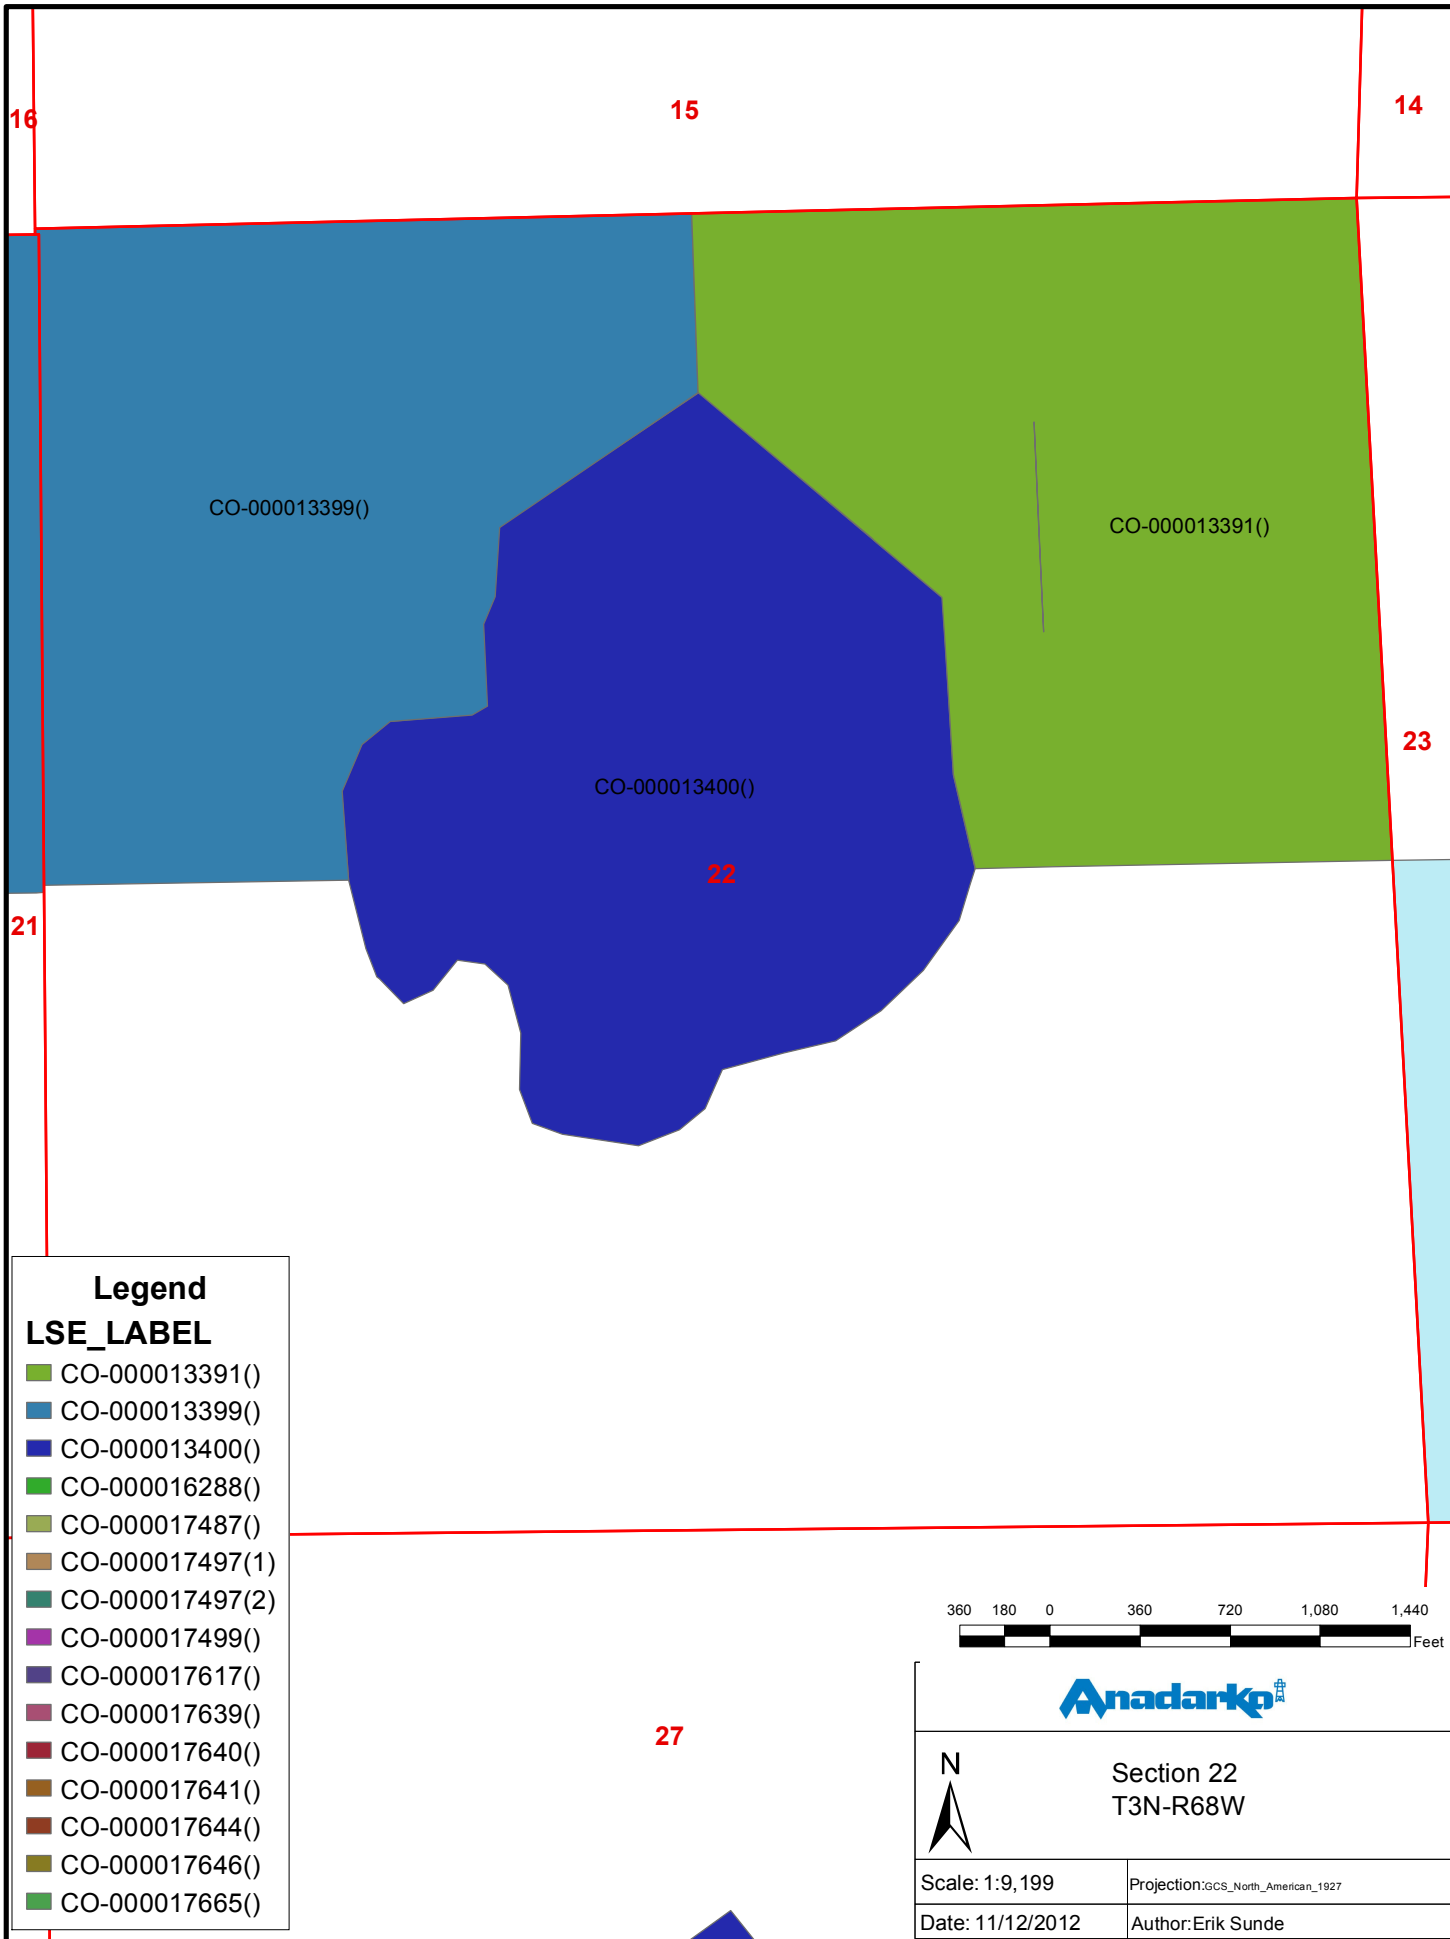 16
15
14
CO-000013399()
CO-000013391()
23
CO-000013400()
22
21
Legend
LSE_LABEL
CO-000013391()
CO-000013399()
CO-000013400()
CO-000016288()
CO-000017487()
CO-000017497(1)
CO-000017497(2)
CO-000017499()
CO-000017617()
CO-000017639()
CO-000017640()
CO-000017641()
CO-000017644()
CO-000017646()
CO-000017665()
27
360 180 0 360 720 1,080 1,440
Feet
Anadarko
N
Section 22
T3N-R68W
Scale: 1:9,199
Projection:GCS_North_American_1927
Date: 11/12/2012
Author:Erik Sunde